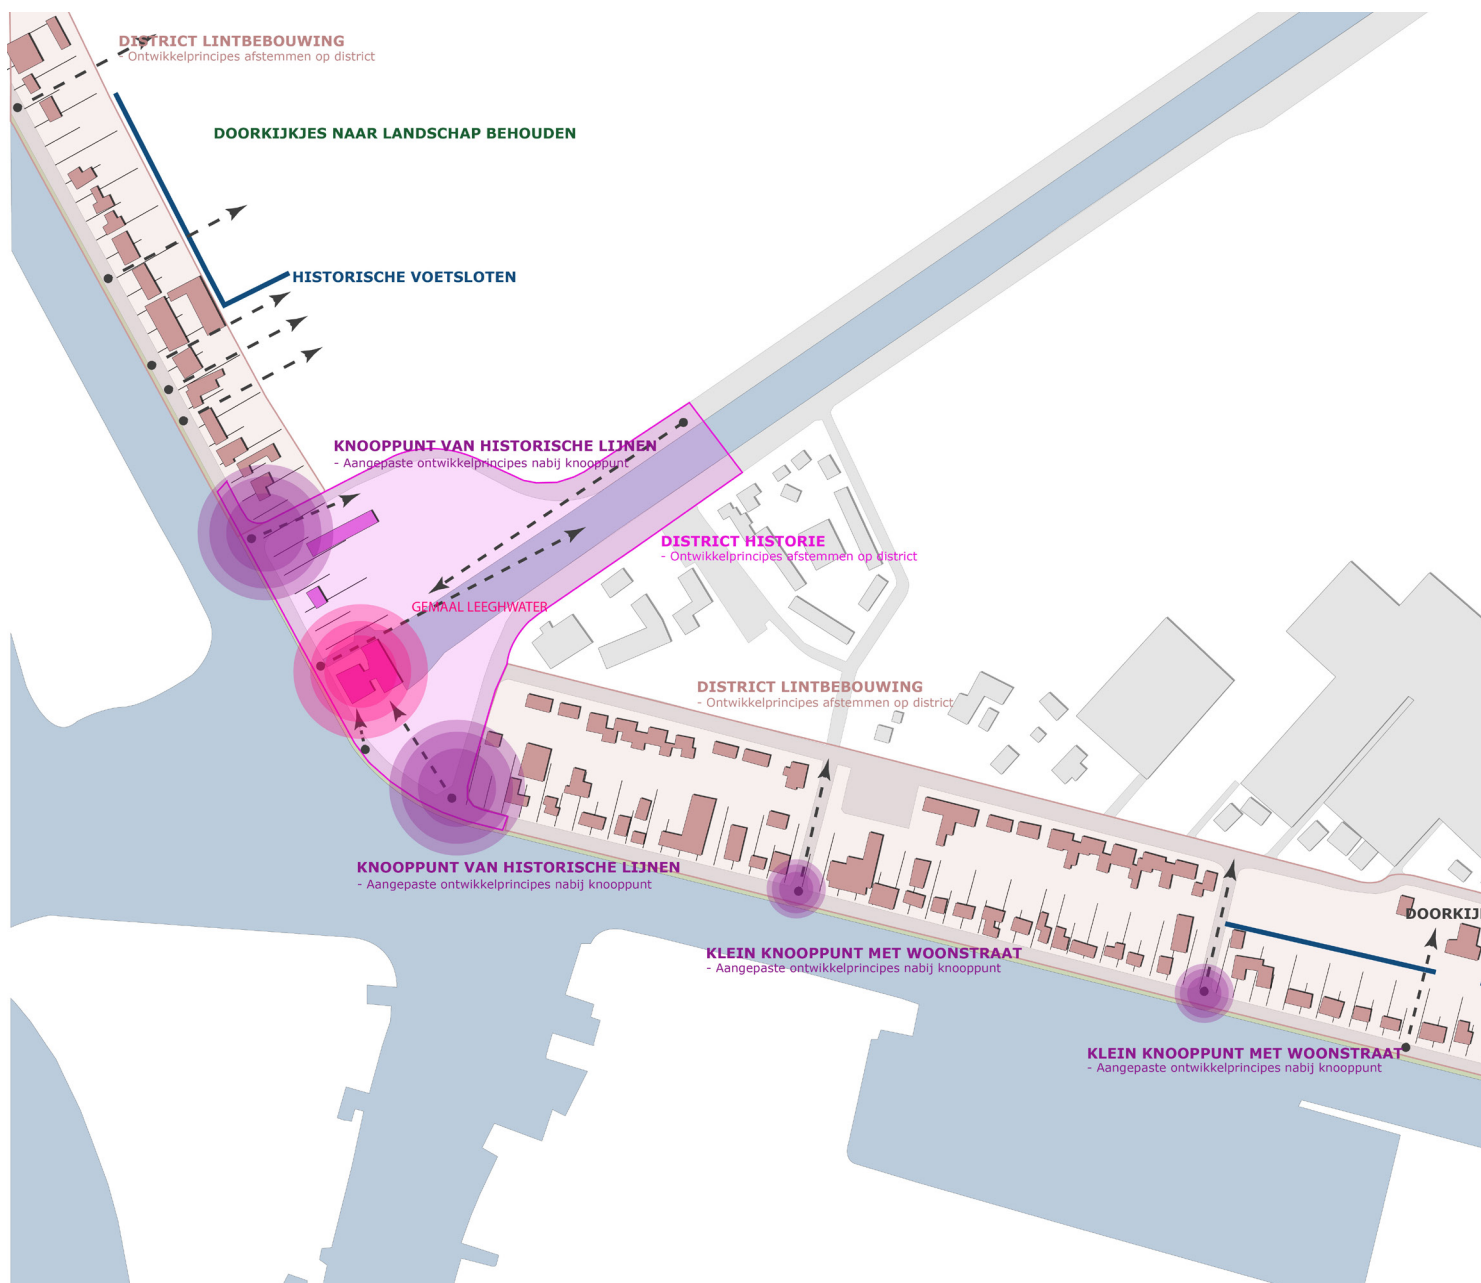 DISTRICT LINTBEBOUWING
- Ontwikkelprincipes afstemmen op district
DOORKIJKJES NAAR LANDSCHAP BEHOUDEN
HISTORISCHE VOETSLOTEN
KNOOPPUNT VAN HISTORISCHE LIJNEN
- Aangepaste ontwikkelprincipes nabij knooppunt
DISTRICT HISTORIE
- Ontwikkelprincipes afstemmen op district
GEMAAL LEEGHWATER
DISTRICT LINTBEBOUWING
- Ontwikkelprincipes afstemmen op district
KNOOPPUNT VAN HISTORISCHE LIJNEN
- Aangepaste ontwikkelprincipes nabij knooppunt
DOORKIJ
KLEIN KNOOPPUNT MET WOONSTRAAT
- Aangepaste ontwikkelprincipes nabij knooppunt
KLEIN KNOOPPUNT MET WOONSTRAAT
- Aangepaste ontwikkelprincipes nabij knooppunt